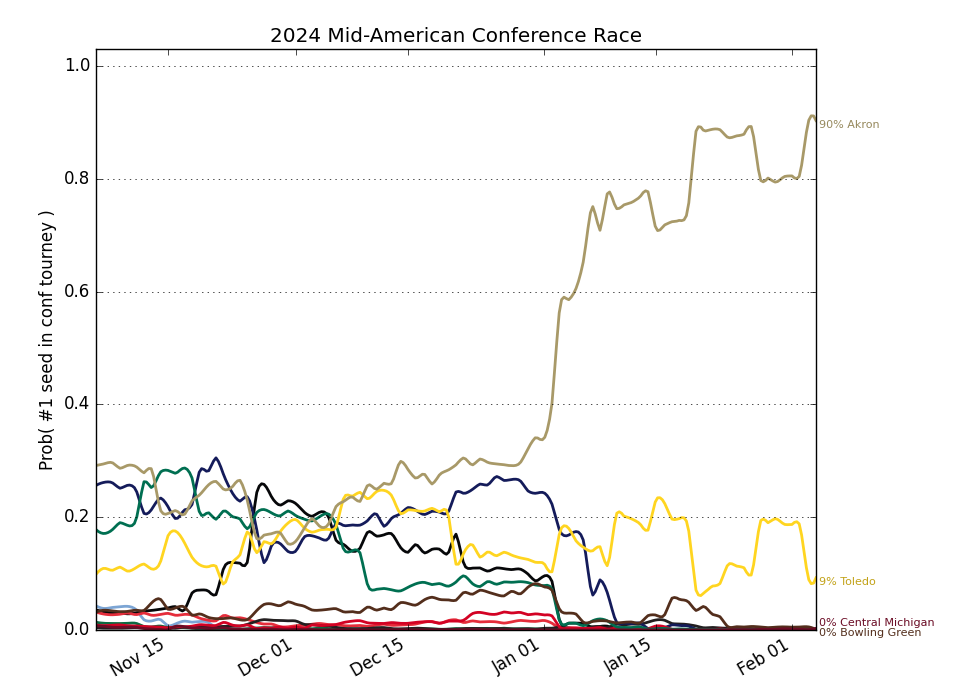 2024 Mid-American Conference Race
Prob( #1 seed in conf tourney )
1.0
0.8
0.6
0.4
0.2
0.0
90% Akron
9% Toledo
0% Central Michigan
0% Bowling Green
Nov 15
Dec 01
Dec 15
Jan 01
Jan 15
Feb 01